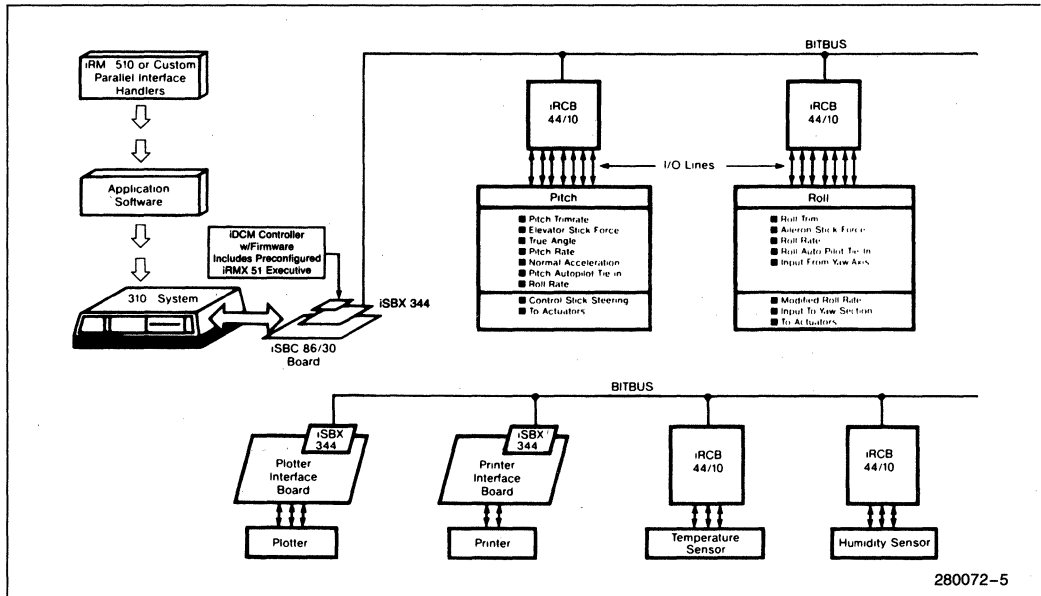 iRM 510 or Custom
Parallel Interface
Handlers
Application
Software
310 System
iDCM Controller
w/Firmware
Includes Preconfigured
iRMX 51 Executive
iSBX 344
iSBC 86/30
Board
BITBUS
iRCB
44/10
iRCB
44/10
I/O Lines
Pitch
■ Pitch Trimrate
■ Elevator Stick Force
■ True Angle
■ Pitch Rate
■ Normal Acceleration
■ Pitch Autopilot Tie in
■ Roll Rate
■ Control Stick Steering
■ To Actuators
Roll
■ Roll Trim
■ Aileron Stick Force
■ Roll Rate
■ Roll Auto Pilot Tie In
■ Input From Yaw Axis
■ Modified Roll Rate
■ Input To Yaw Section
■ To Actuators
BITBUS
iSBX
344
Plotter
Interface
Board
Plotter
iSBX
344
Printer
Interface
Board
Printer
iRCB
44/10
Temperature
Sensor
iRCB
44/10
Humidity Sensor
280072-5